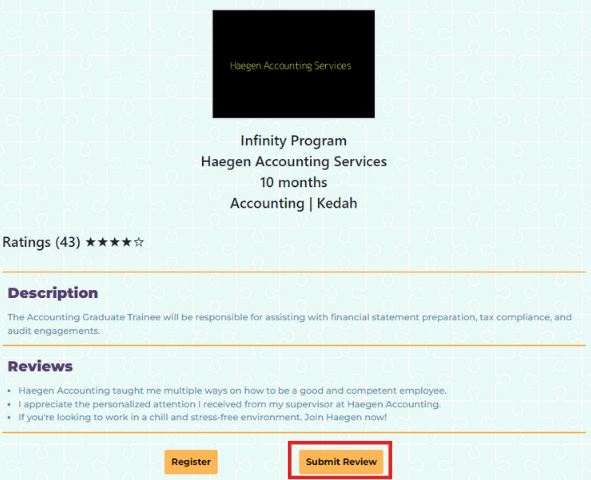 Haegen Accounting Services
Infinity Program
Haegen Accounting Services
10 months
Accounting | Kedah
Ratings (43) ★★★★☆
Description
The Accounting Graduate Trainee will be responsible for assisting with financial statement preparation, tax compliance, and
audit engagements.
Reviews
• Haegen Accounting taught me multiple ways on how to be a good and competent employee.
• I appreciate the personalized attention I received from my supervisor at Haegen Accounting.
• If you're looking to work in a chill and stress-free environment. Join Haegen now!
Register
Submit Review